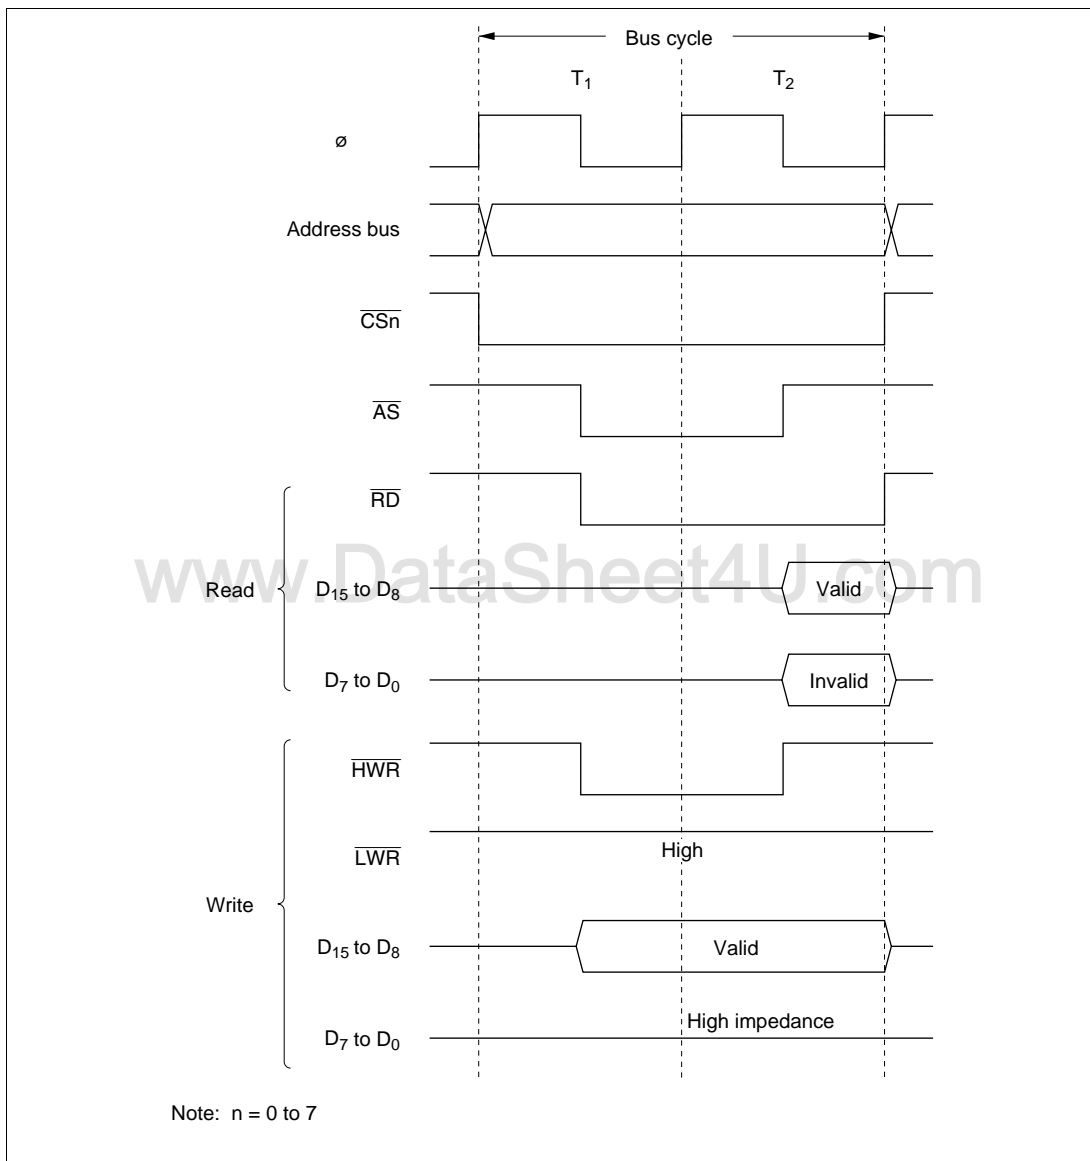 Bus cycle
T1 T2
ø
Address bus
CSn
AS
RD
www.DataSheet4U.com
Read D15 to D8 Valid
D7 to D0 Invalid
HWR
LWR High
Write
D15 to D8 Valid
D7 to D0 High impedance
Note: n = 0 to 7